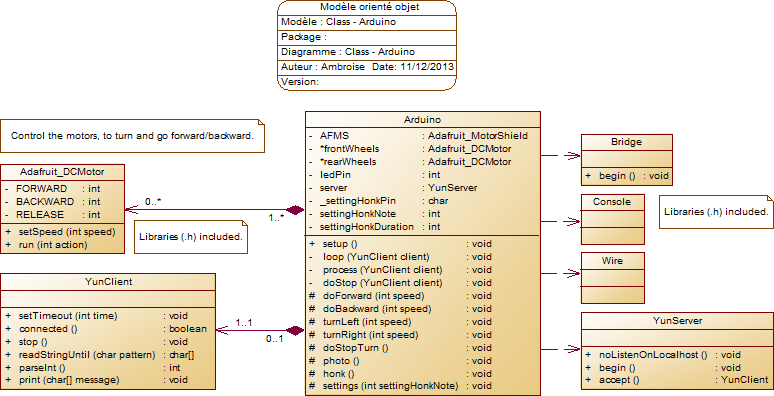 Modèle orienté objet
Modèle : Class - Arduino
Package :
Diagramme : Class - Arduino
Auteur : Ambroise Date: 11/12/2013
Version:
Control the motors, to turn and go forward/backward.
Adafruit_DCMotor
- FORWARD : int
- BACKWARD : int
- RELEASE : int
+ setSpeed (int speed)
+ run (int action)
0..*
1..*
Libraries (.h) included.
YunClient
+ setTimeout (int time) : void
+ connected () : boolean
+ stop () : void
+ readStringUntil (char pattern) : char[]
+ parseInt () : int
+ print (char[] message) : void
1..1
0..1
Arduino
- AFMS : Adafruit_MotorShield
- *frontWheels : Adafruit_DCMotor
- *rearWheels : Adafruit_DCMotor
- ledPin : int
- server : YunServer
- _settingHonkPin : char
- settingHonkNote : int
- settingHonkDuration : int
+ setup () : void
- loop (YunClient client) : void
- process (YunClient client) : void
- doStop (YunClient client) : void
# doForward (int speed) : void
# doBackward (int speed) : void
# turnLeft (int speed) : void
# turnRight (int speed) : void
# doStopTurn () : void
# photo () : void
# honk () : void
# settings (int settingHonkNote) : void
Bridge
+ begin () : void
Console
Libraries (.h) included.
Wire
YunServer
+ noListenOnLocalhost () : void
+ begin () : void
+ accept () : YunClient